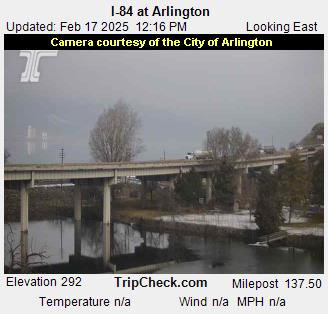 I-84 at Arlington
Updated: Feb 17 2025 12:16 PM Looking East
Camera courtesy of the City of Arlington
Elevation 292 TripCheck.com Milepost 137.50
Temperature n/a Wind n/a MPH n/a